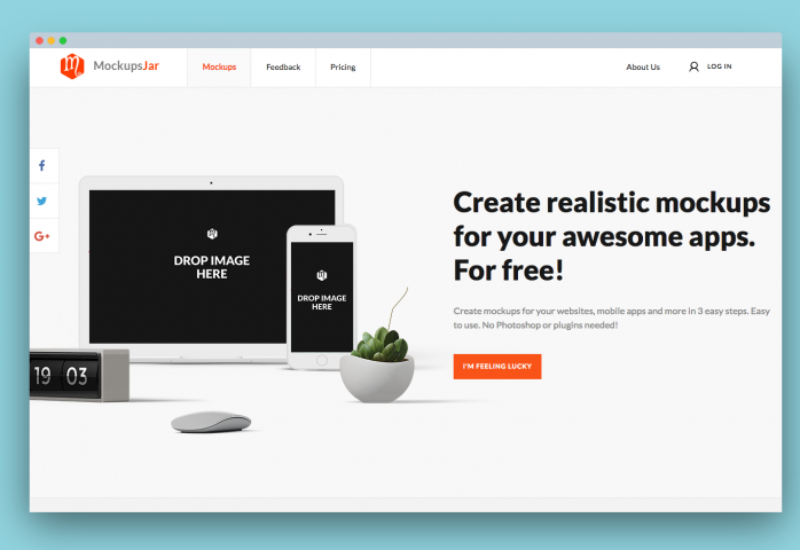 MockupsJar
Mockups
Feedback
Pricing
About Us
LOG IN
f
G+
DROP IMAGE
HERE
DROP IMAGE
HERE
19 03
Create realistic mockups
for your awesome apps.
For free!
Create mockups for your websites, mobile apps and more in 3 easy steps. Easy
to use. No Photoshop or plugins needed!
I'M FEELING LUCKY